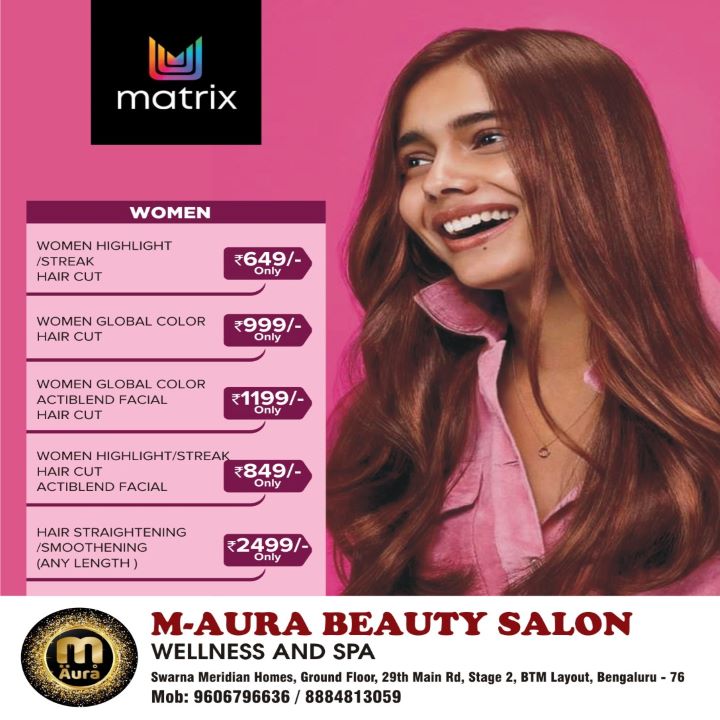 matrix
WOMEN
WOMEN HIGHLIGHT
/STREAK
HAIR CUT
₹649/-
Only
WOMEN GLOBAL COLOR
HAIR CUT
₹999/-
Only
WOMEN GLOBAL COLOR
ACTIBLEND FACIAL
HAIR CUT
₹1199/-
Only
WOMEN HIGHLIGHT/STREAK
HAIR CUT
ACTIBLEND FACIAL
₹849/-
Only
HAIR STRAIGHTENING
/SMOOTHENING
(ANY LENGTH )
₹2499/-
Only
m
Aura
M-AURA BEAUTY SALON
WELLNESS AND SPA
Swarna Meridian Homes, Ground Floor, 29th Main Rd, Stage 2, BTM Layout, Bengaluru - 76
Mob: 9606796636 / 8884813059